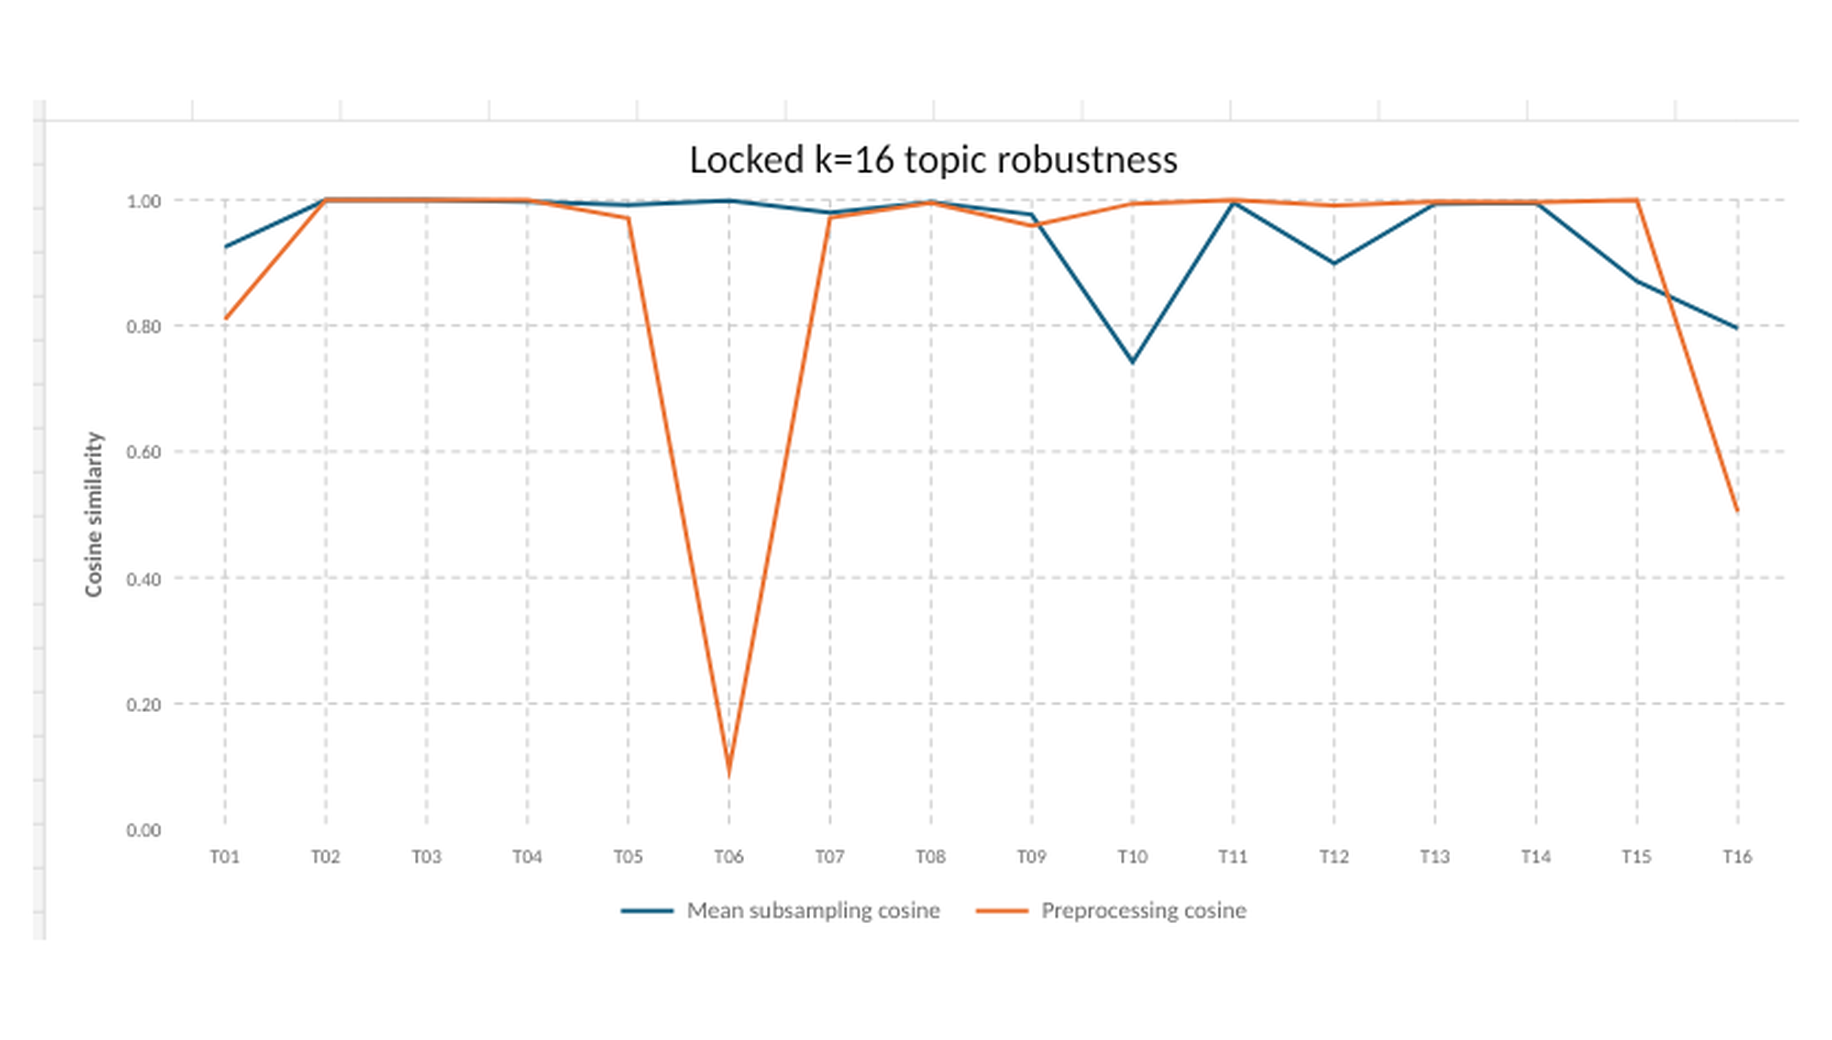 Locked k=16 topic robustness
1.00
0.80
0.60
0.40
0.20
0.00
Cosine similarity
T01 T02 T03 T04 T05 T06 T07 T08 T09 T10 T11 T12 T13 T14 T15 T16
Mean subsampling cosine Preprocessing cosine